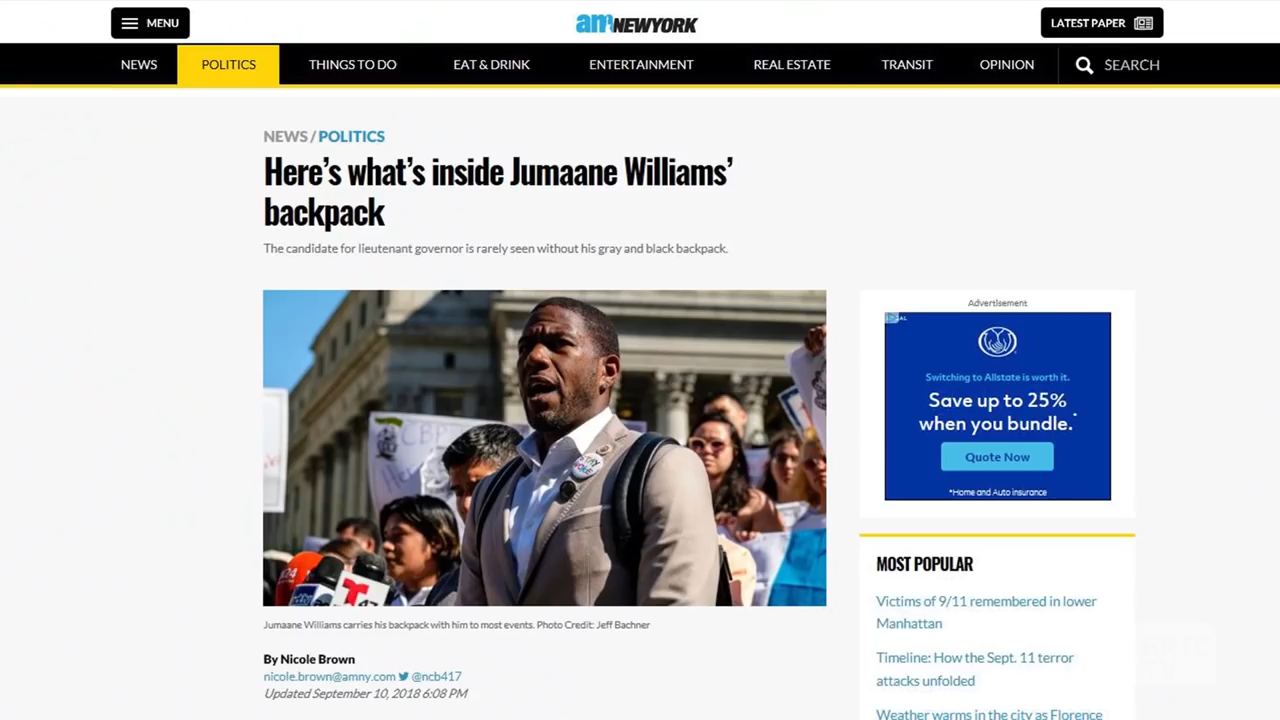 MENU
amNEWYORK
LATEST PAPER
NEWS
POLITICS
THINGS TO DO
EAT & DRINK
ENTERTAINMENT
REAL ESTATE
TRANSIT
OPINION
SEARCH
NEWS / POLITICS
Here's what's inside Jumaane Williams'
backpack
The candidate for lieutenant governor is rarely seen without his gray and black backpack.
Jumaane Williams carries his backpack with him to most events. Photo Credit: Jeff Bachner
By Nicole Brown
nicole.brown@amny.com @ncb417
Updated September 10, 2018 6:08 PM
Advertisement
Switching to Allstate is worth it.
Save up to 25%
when you bundle.*
Quote Now
*Home and Auto insurance
MOST POPULAR
Victims of 9/11 remembered in lower
Manhattan
Timeline: How the Sept. 11 terror
attacks unfolded
Weather warms in the city as Florence